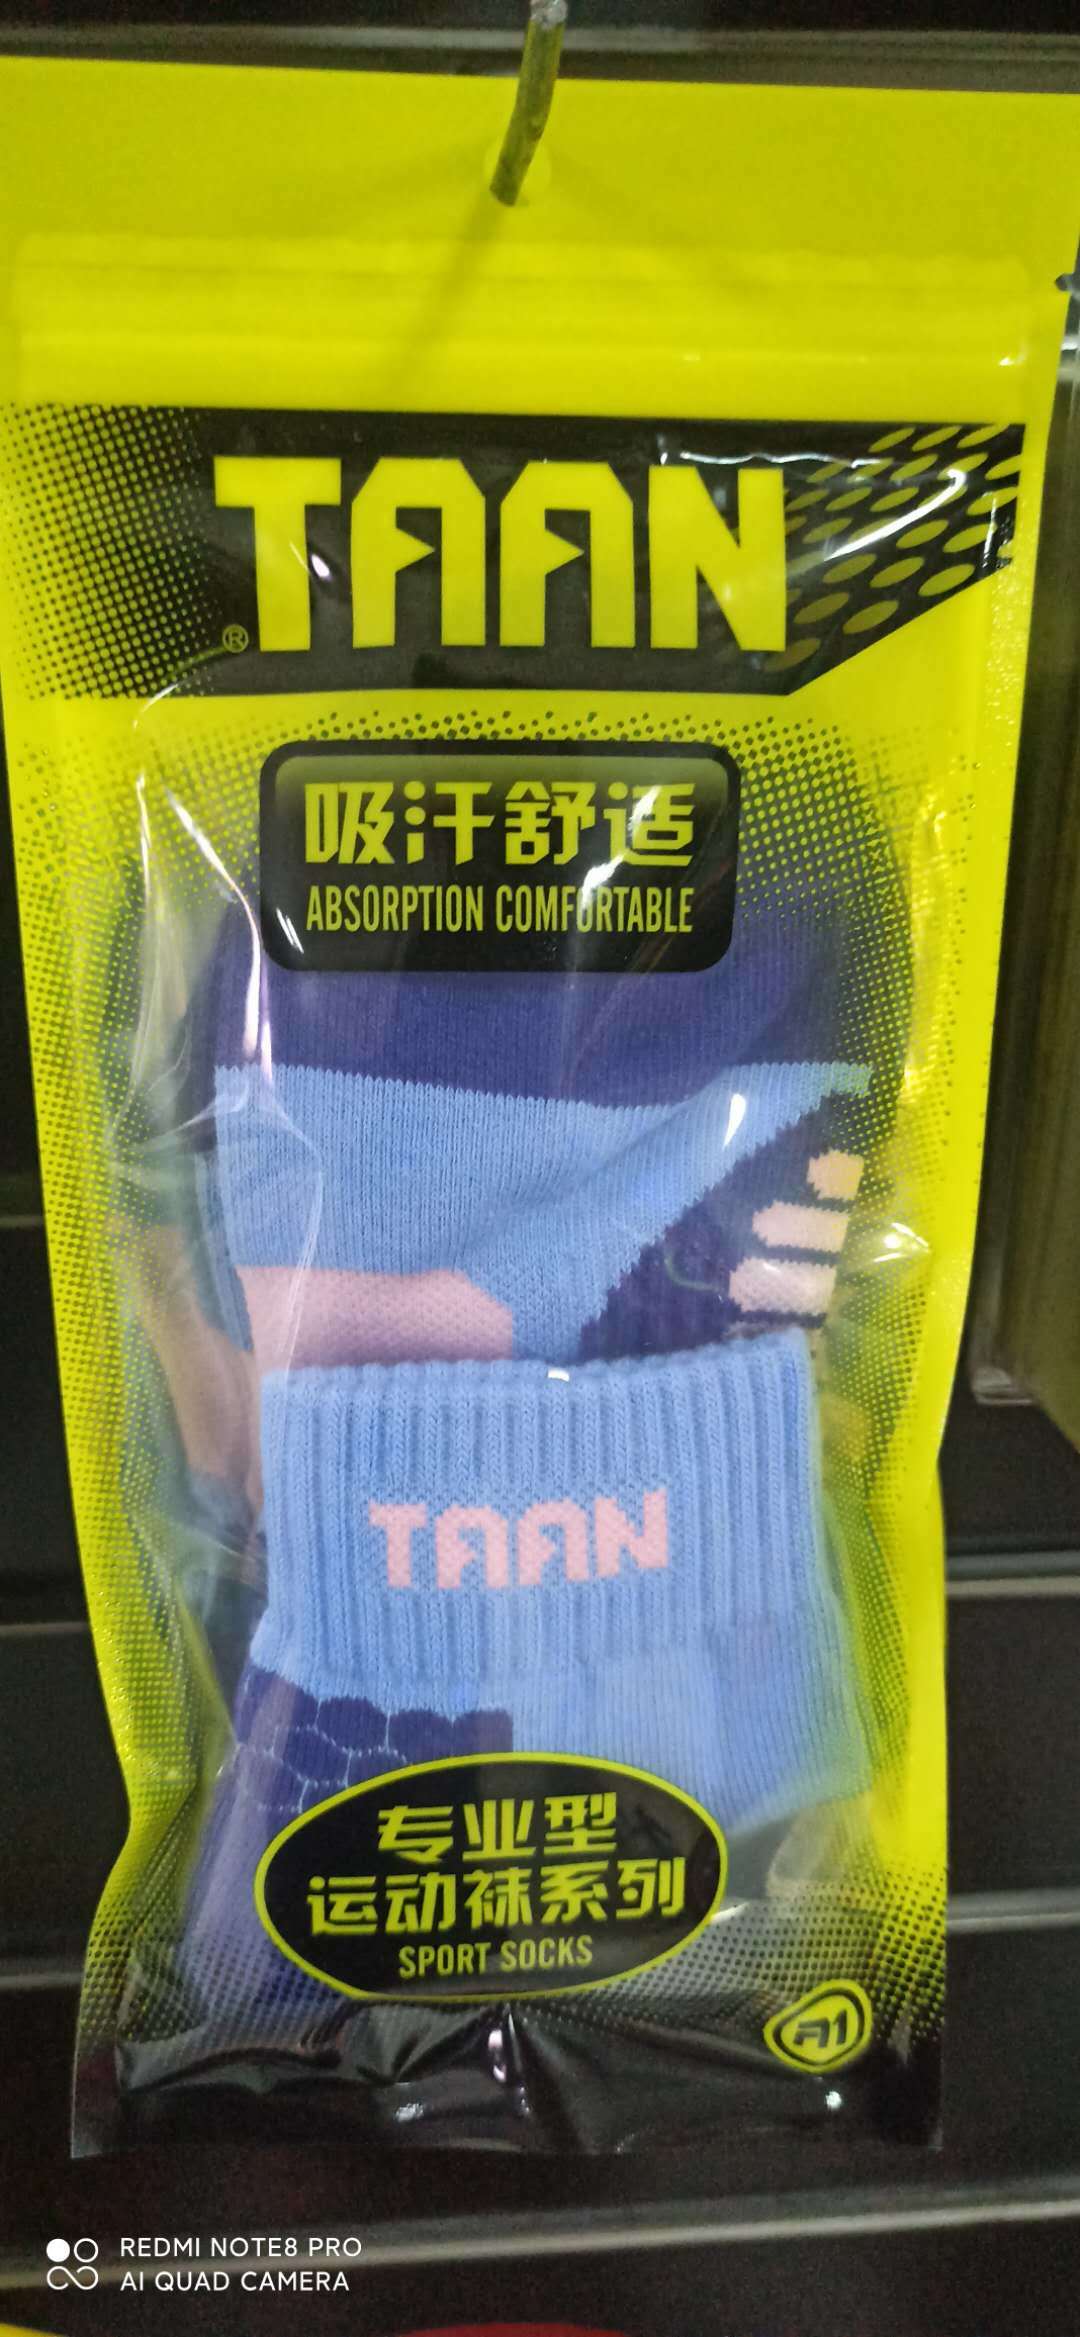 TAAN
®
吸汗舒适
ABSORPTION COMFORTABLE
TAAN
专业型
运动袜系列
SPORT SOCKS
A1
REDMI NOTE8 PRO
AI QUAD CAMERA